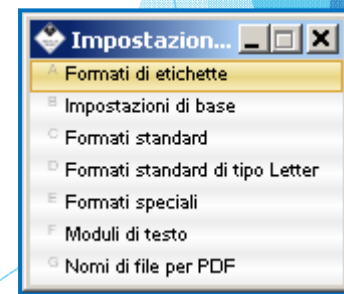 Impostazion...
A Formati di etichette
B Impostazioni di base
C Formati standard
D Formati standard di tipo Letter
E Formati speciali
F Moduli di testo
G Nomi di file per PDF